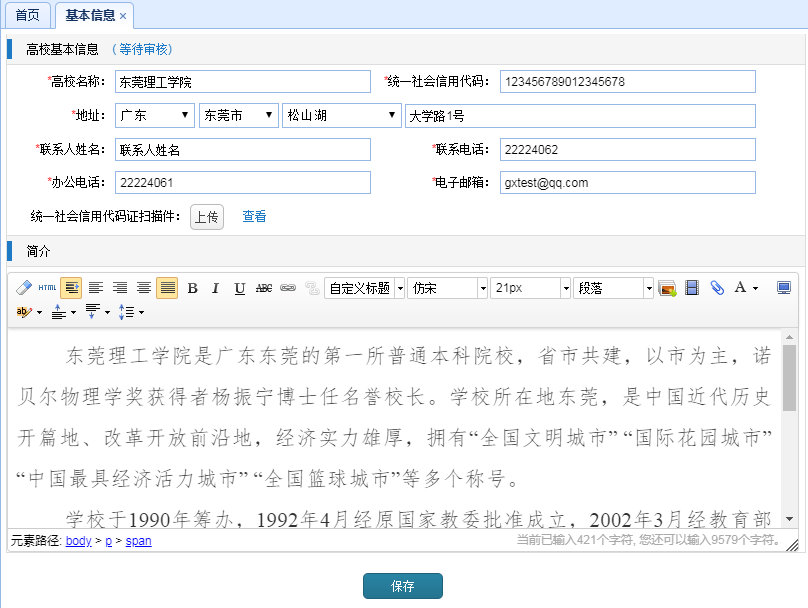 首页 基本信息 ×
高校基本信息 （等待审核）
*高校名称: 东莞理工学院 *统一社会信用代码: 123456789012345678
*地址: 广东 东莞市 松山湖 大学路1号
*联系人姓名: 联系人姓名 *联系电话: 22224062
*办公电话: 22224061 *电子邮箱: gxtest@qq.com
统一社会信用代码证扫描件: 上传 查看
简介
HTML B I U ABC 自定义标题 仿宋 21px 段落 A
ab
东莞理工学院是广东东莞的第一所普通本科院校，省市共建，以市为主，诺
贝尔物理学奖获得者杨振宁博士任名誉校长。学校所在地东莞，是中国近代历史
开篇地、改革开放前沿地，经济实力雄厚，拥有“全国文明城市” “国际花园城市”
“中国最具经济活力城市” “全国篮球城市”等多个称号。
学校于1990年筹办，1992年4月经原国家教委批准成立，2002年3月经教育部
元素路径: body > p > span 当前已输入421个字符, 您还可以输入9579个字符。
保存